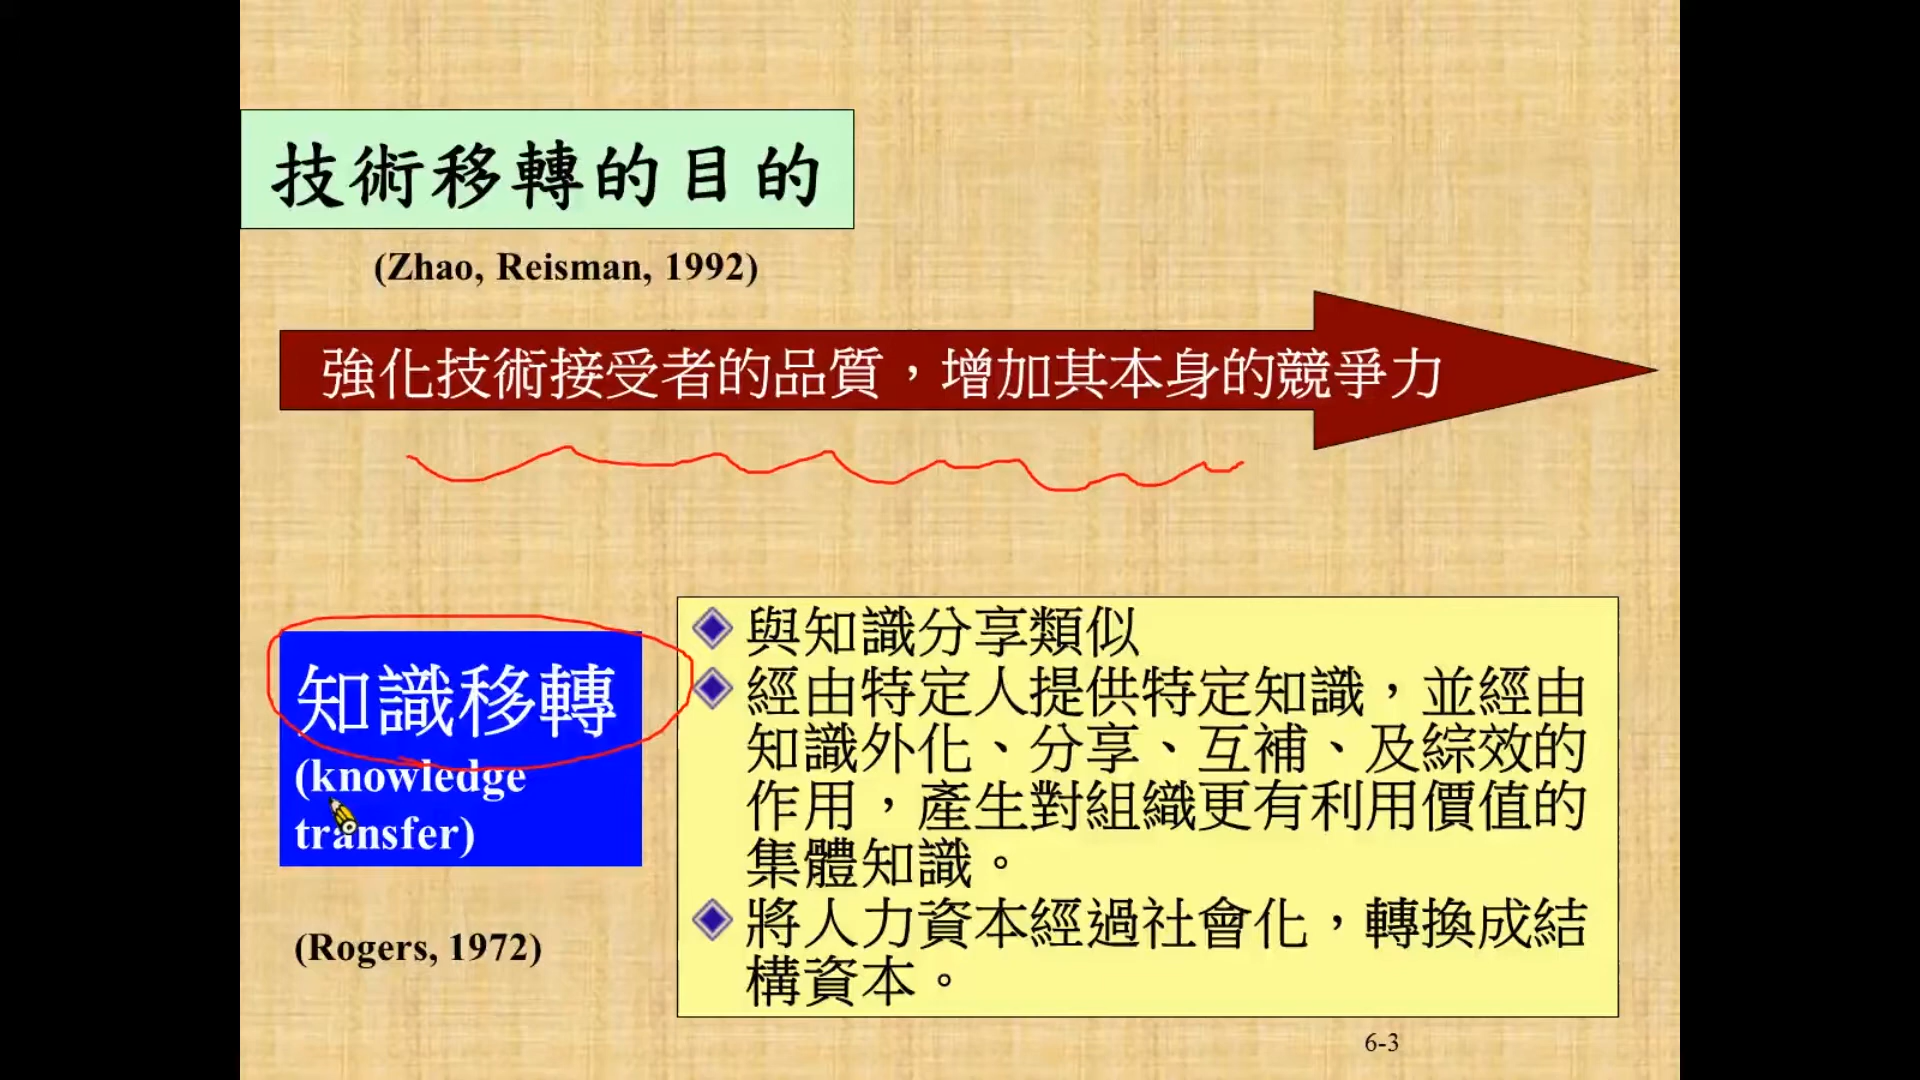 技術移轉的目的
(Zhao, Reisman, 1992)
強化技術接受者的品質，增加其本身的競爭力
知識移轉
(knowledge
transfer)
(Rogers, 1972)
與知識分享類似
經由特定人提供特定知識，並經由
知識外化、分享、互補、及綜效的
作用，產生對組織更有利用價值的
集體知識。
將人力資本經過社會化，轉換成結
構資本。
6-3